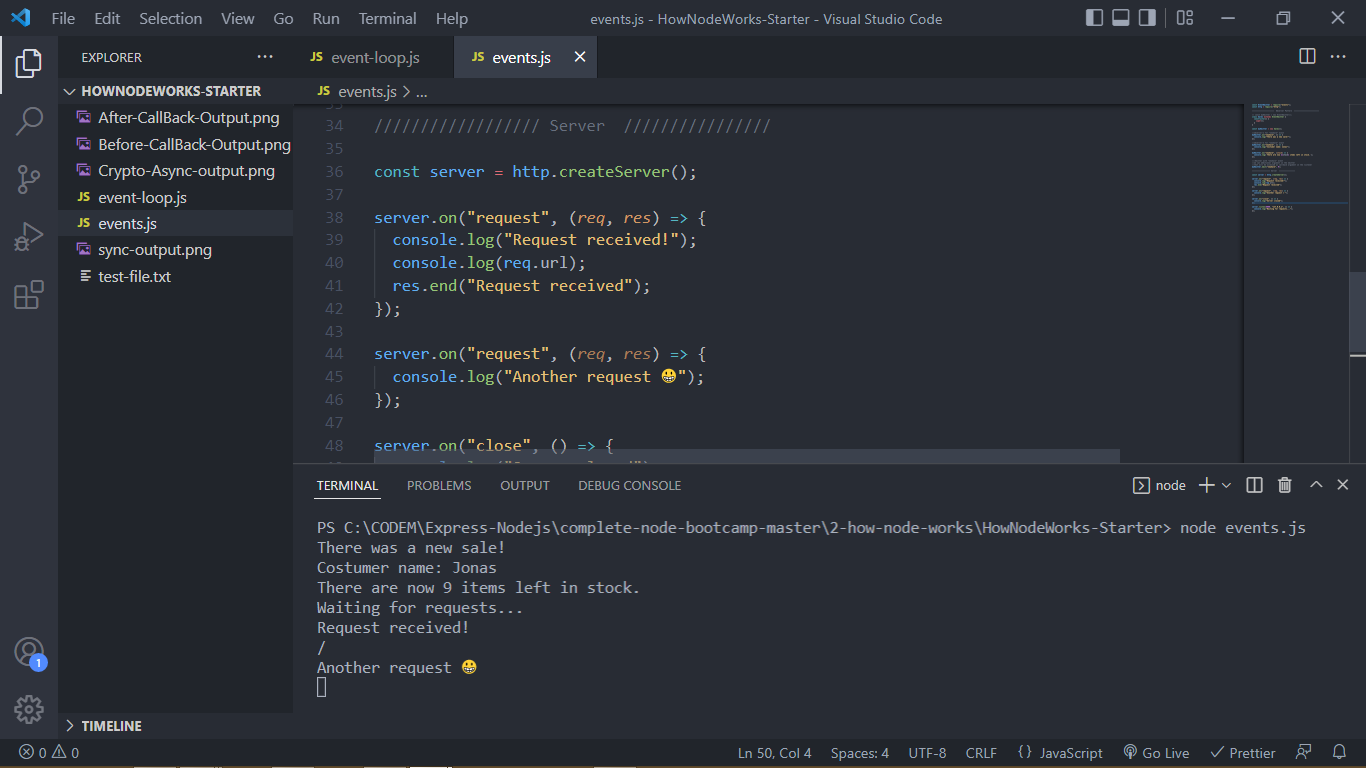 File Edit Selection View Go Run Terminal Help events.js - HowNodeWorks-Starter - Visual Studio Code
EXPLORER
JS event-loop.js
JS events.js
HOWNODEWORKS-STARTER
After-CallBack-Output.png
Before-CallBack-Output.png
Crypto-Async-output.png
JS event-loop.js
JS events.js
sync-output.png
test-file.txt
1
TIMELINE
JS events.js > ...
34 ////////////////// Server ////////////////
35
36 const server = http.createServer();
37
38 server.on("request", (req, res) => {
39 console.log("Request received!");
40 console.log(req.url);
41 res.end("Request received");
42 });
43
44 server.on("request", (req, res) => {
45 console.log("Another request 😀");
46 });
47
48 server.on("close", () => {
TERMINAL PROBLEMS OUTPUT DEBUG CONSOLE node
PS C:\CODEM\Express-Nodejs\complete-node-bootcamp-master\2-how-node-works\HowNodeWorks-Starter> node events.js
There was a new sale!
Costumer name: Jonas
There are now 9 items left in stock.
Waiting for requests...
Request received!
/
Another request 😀
0 0 Ln 50, Col 4 Spaces: 4 UTF-8 CRLF {} JavaScript Go Live Prettier